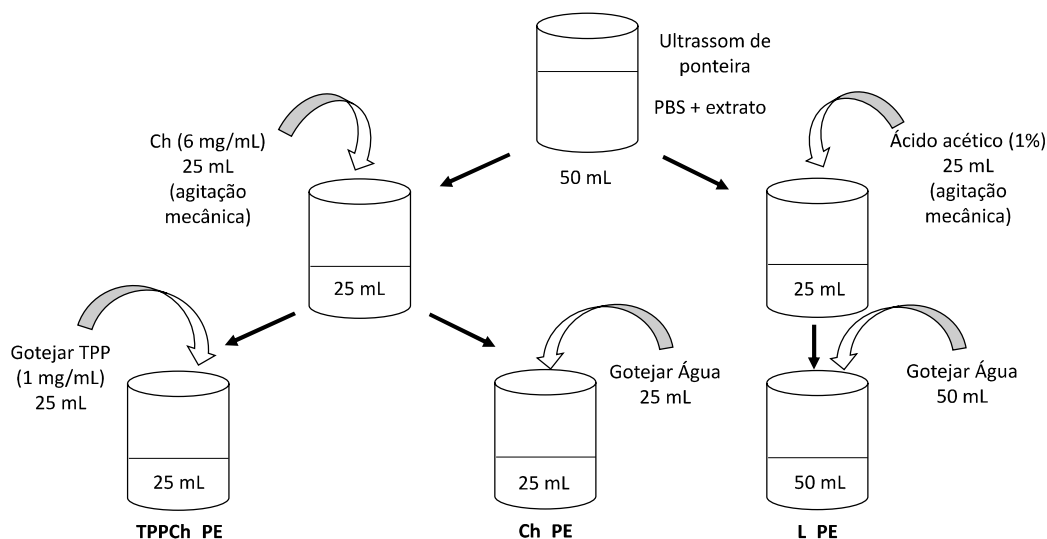 Ultrassom de
ponteira
PBS + extrato
50 mL
Ch (6 mg/mL)
25 mL
(agitação
mecânica)
25 mL
Ácido acético (1%)
25 mL
(agitação
mecânica)
25 mL
Gotejar TPP
(1 mg/mL)
25 mL
25 mL
TPPCh PE
Gotejar Água
25 mL
25 mL
Ch PE
Gotejar Água
50 mL
50 mL
L PE